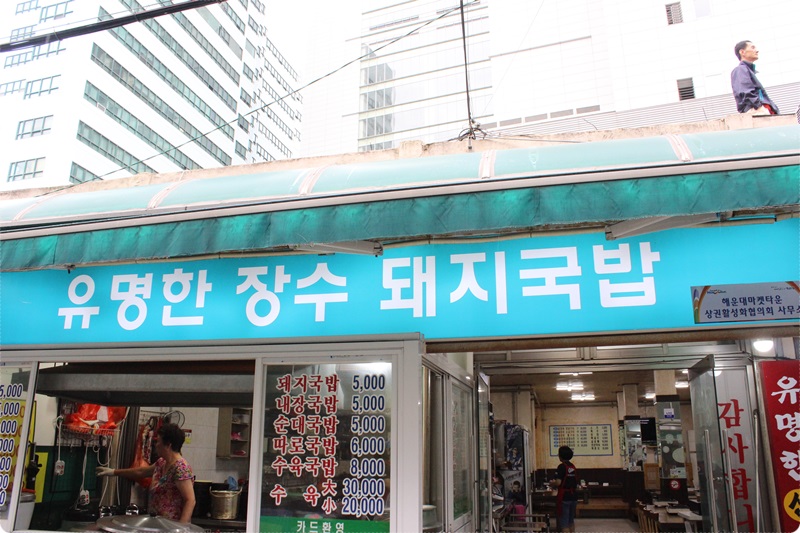 유명한 장수 돼지국밥
해운대마켓타운
상권활성화협의회 사무소
돼지국밥 5,000
내장국밥 5,000
순대국밥 5,000
따로국밥 6,000
수육국밥 8,000
수육 大 30,000
小 20,000
카드환영
5,000
감사합니
유명한